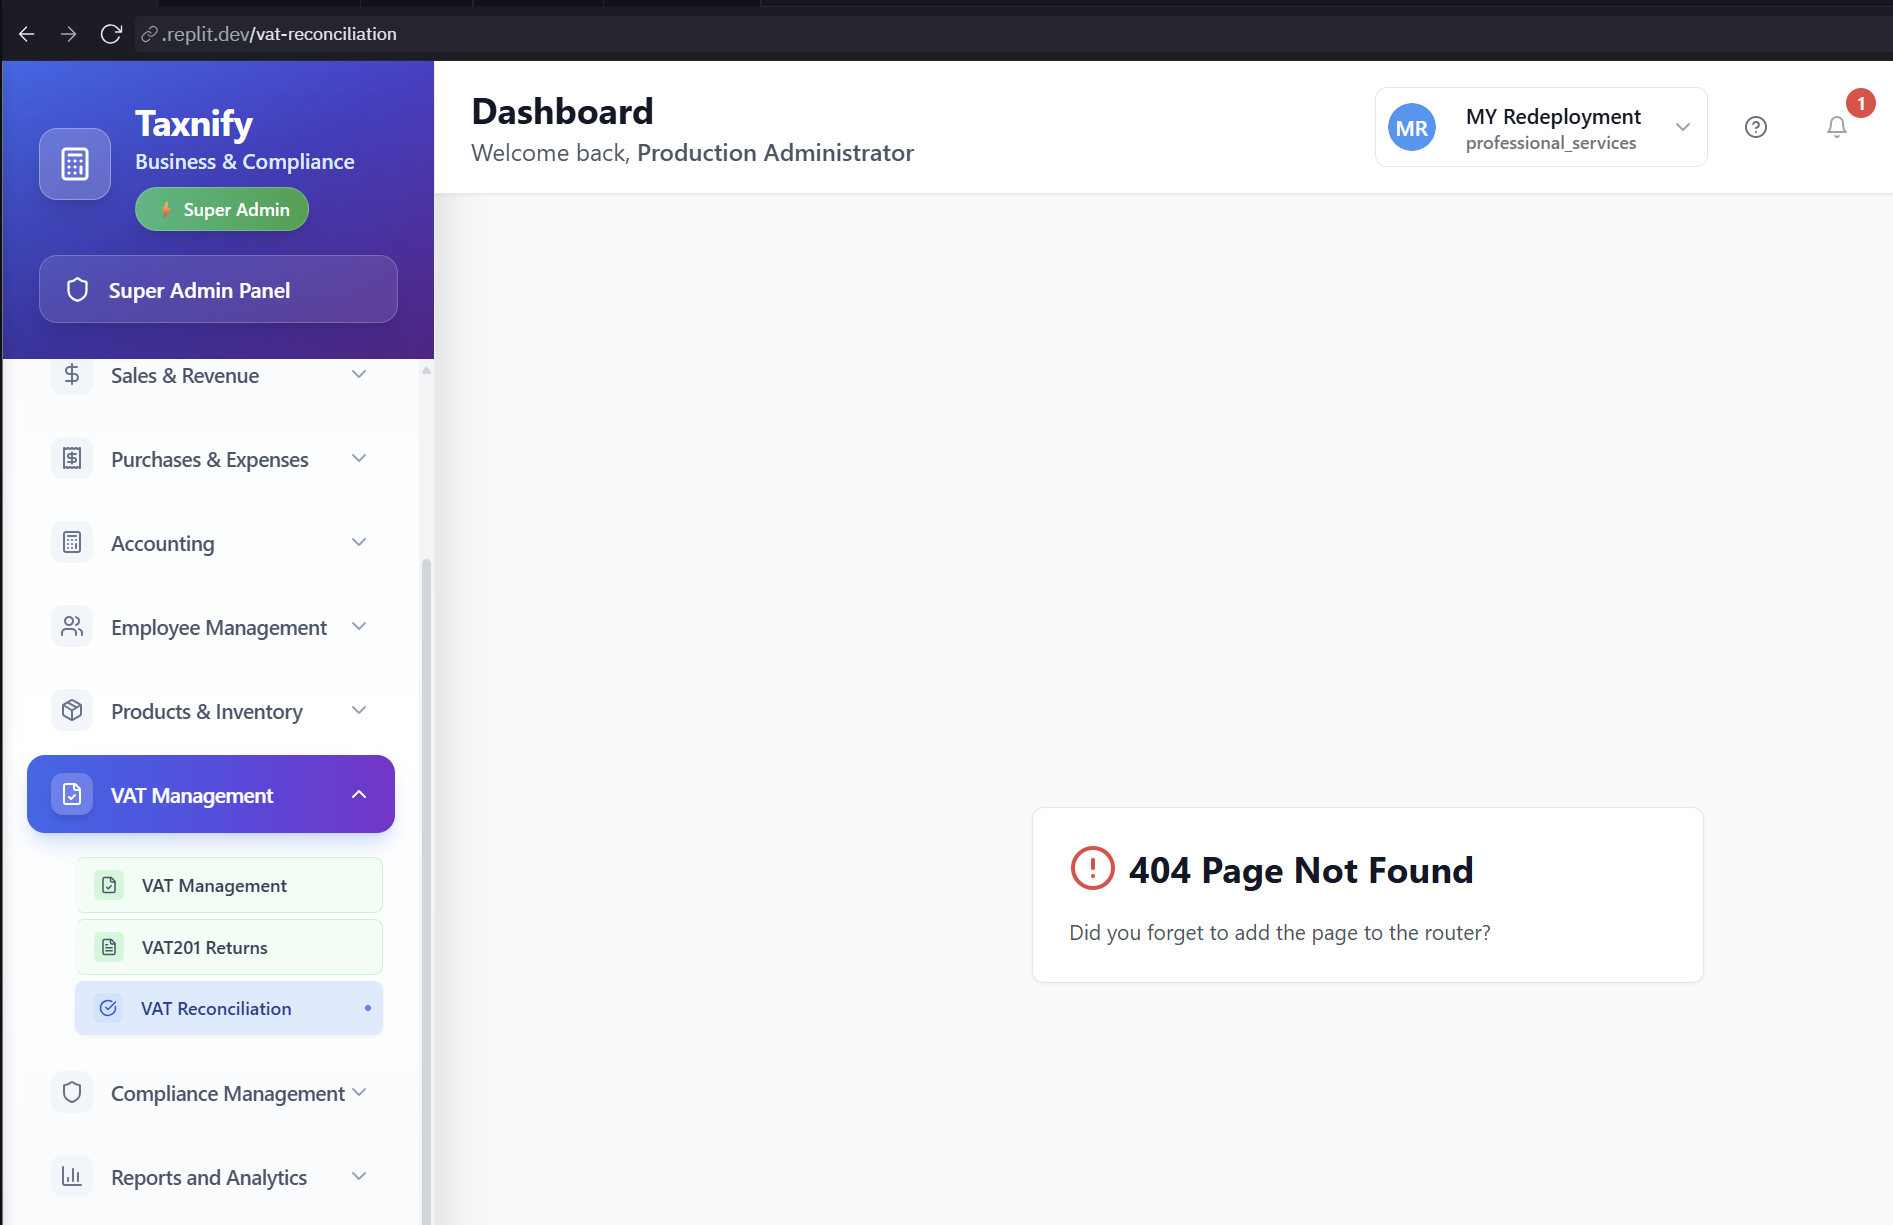 .replit.dev/vat-reconciliation
Taxnify
Business & Compliance
Super Admin
Super Admin Panel
Sales & Revenue
Purchases & Expenses
Accounting
Employee Management
Products & Inventory
VAT Management
VAT Management
VAT201 Returns
VAT Reconciliation
Compliance Management
Reports and Analytics
Dashboard
Welcome back, Production Administrator
MR
MY Redeployment
professional_services
1
404 Page Not Found
Did you forget to add the page to the router?